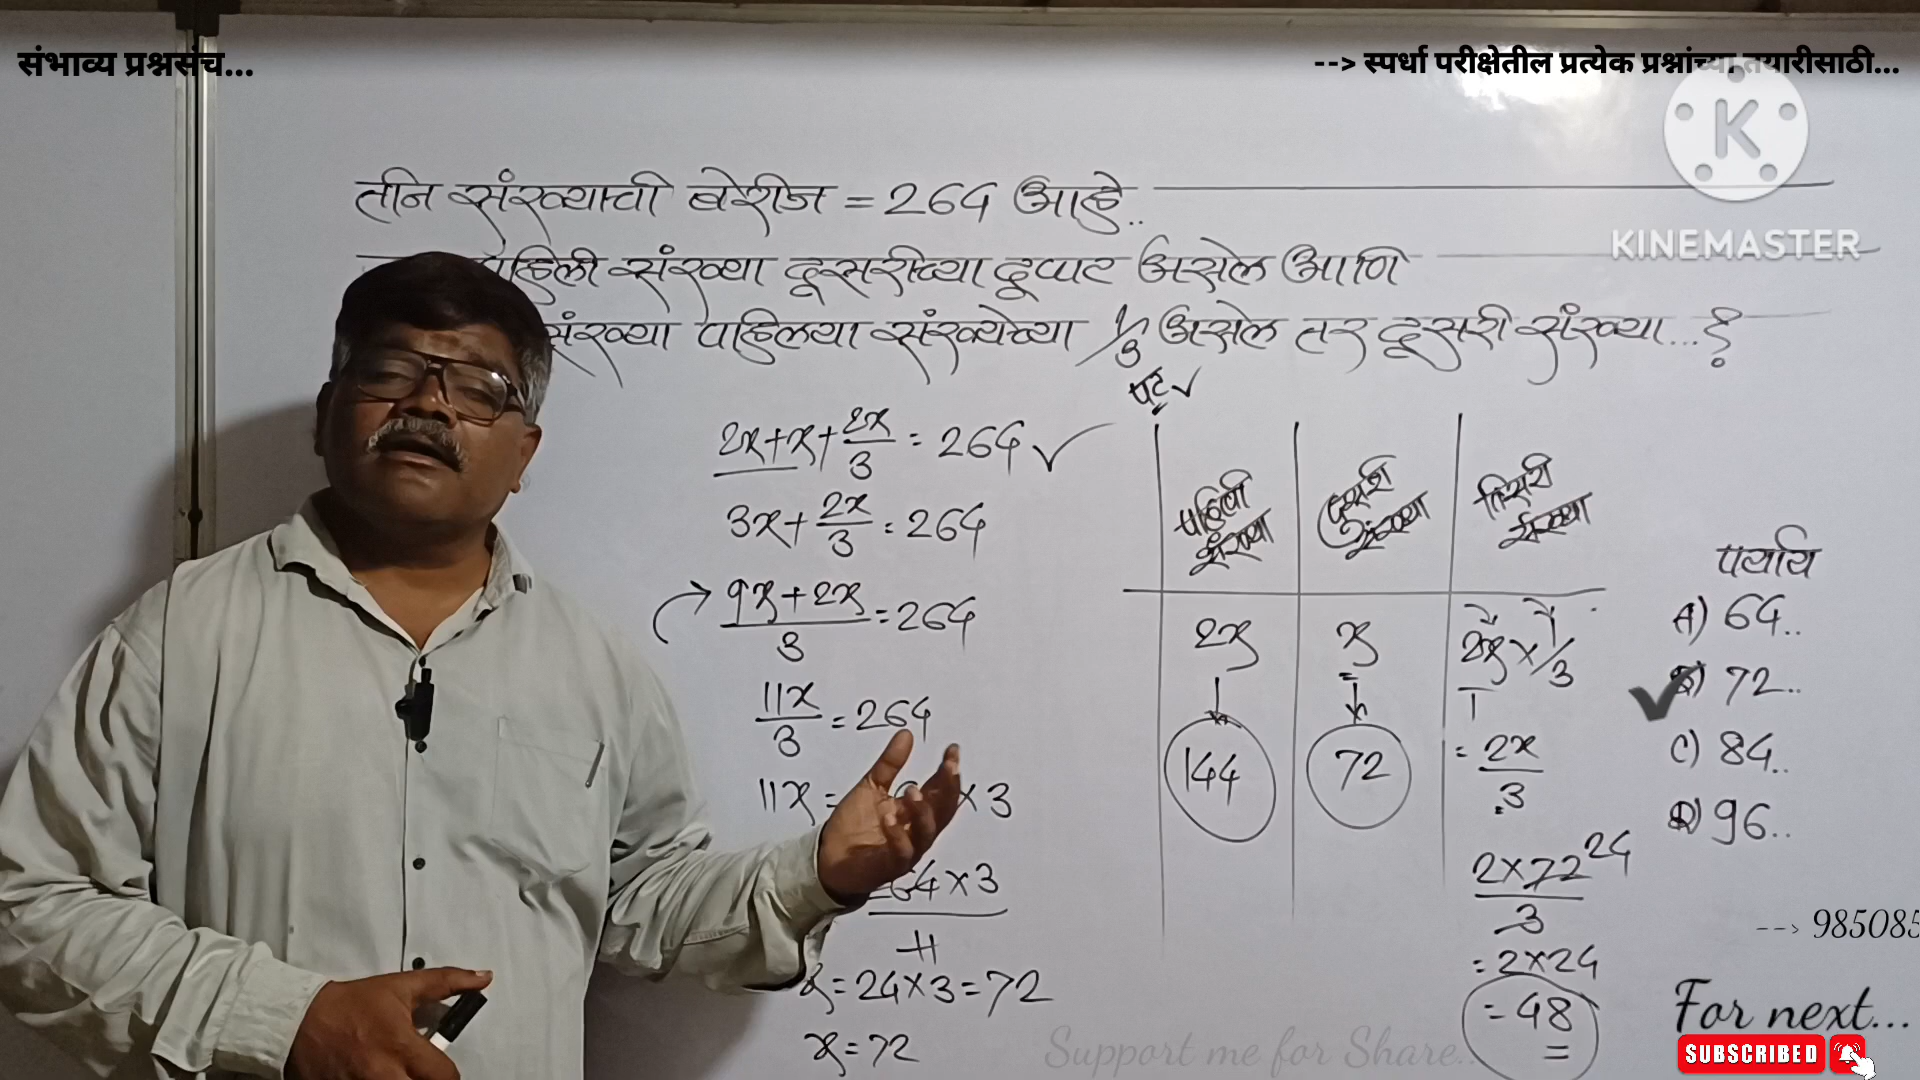 संभाव्य प्रश्नसंच...
--> स्पर्धा परीक्षेतील प्रत्येक प्रश्नांच्या तयारीसाठी...
KINEMASTER
तीन संख्याची बेरीज = 264 आहे..
पहिली संख्या दूसरीच्या दूप्पट असेल आणि
संख्या पहिल्या संख्येच्या 1/3 असेल तर दूसरी संख्या...?
पट ✓
2x+x+2x/3 = 264 ✓
3x+2x/3 = 264
→ 9x+2x/3 = 264
11x/3 = 264
11x = × 3
264×3/11
x = 24×3 = 72
x = 72
पहिली संख्या
दूसरी संख्या
तिसरी संख्या
2x
x
2x/1 × 1/3
= 2x/3
144
72
2×72/3 24
= 2×24
= 48
पर्याय
A) 64..
B) 72..
C) 84..
D) 96..
--> 985085
For next...
Support me for Share..
SUBSCRIBED